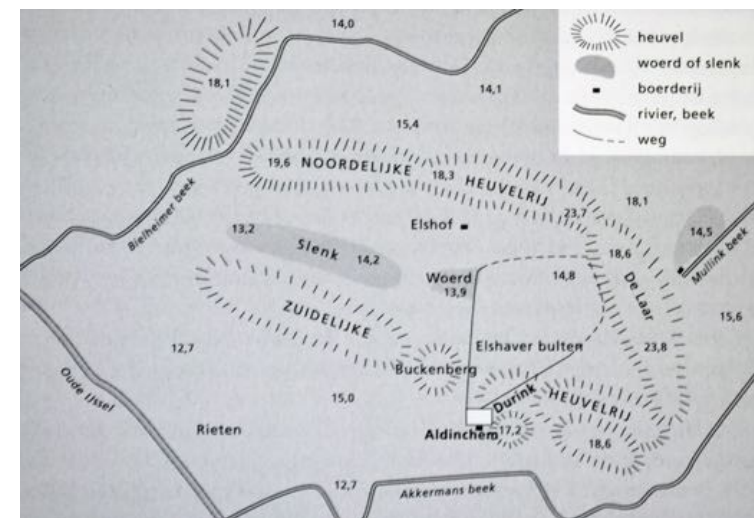 14,0
heuvel
18,1
woerd of slenk
14,1
boerderij
15,4
rivier, beek
weg
19,6 NOORDELIJKE
18,3 HEUVELRIJ
23,7
18,1
Bielheimer beek
13,2
Elshof
14,5
Slenk
14,2
18,6
De Laar
Mullink beek
Woerd
13,9
14,8
15,6
ZUIDELIJKE
12,7
Elshaver bulten
23,8
Buckenberg
Oude IJssel
15,0
Durink
HEUVELRIJ
Rieten
Aldinchem
17,2
18,6
12,7
Akkermans beek